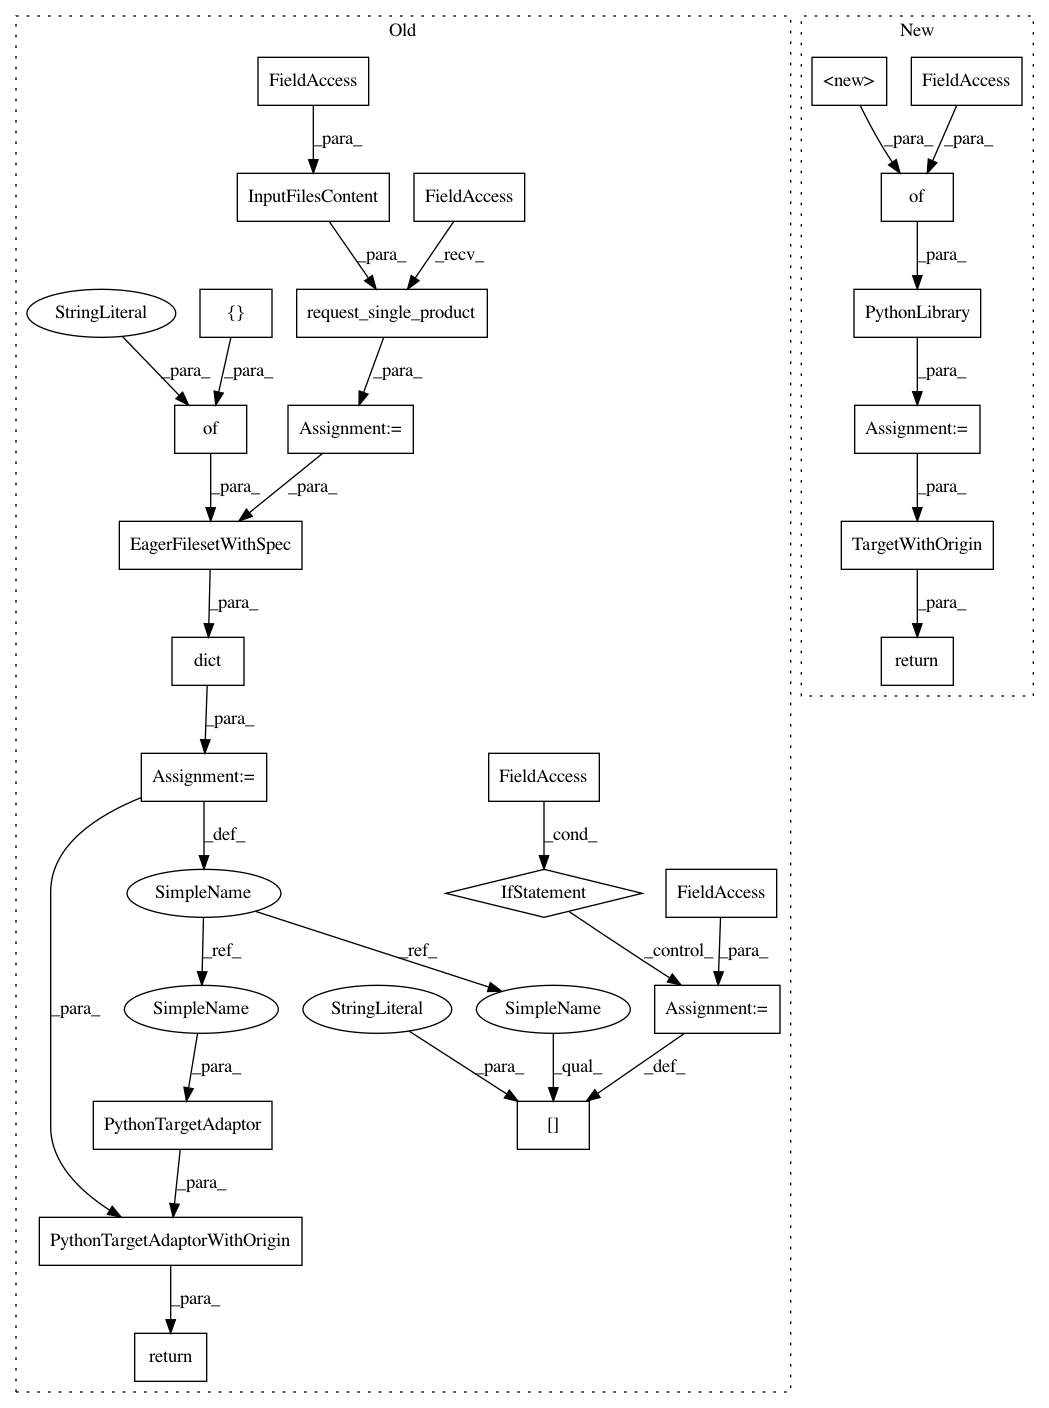 Old
New
FieldAccess
<new>
FieldAccess
_para_
_para_
_para_
InputFilesContent
FieldAccess
of
_para_
_recv_
_para_
StringLiteral
{}
request_single_product
PythonLibrary
_para_
_para_
_para_
_para_
of
Assignment:=
Assignment:=
_para_
_para_
_para_
EagerFilesetWithSpec
TargetWithOrigin
_para_
_para_
dict
return
_para_
Assignment:=
FieldAccess
_def_
_cond_
SimpleName
IfStatement
FieldAccess
_ref_
_ref_
_control_
_para_
_para_
SimpleName
StringLiteral
SimpleName
Assignment:=
_para_
_para_
_qual_
_def_
PythonTargetAdaptor
[]
_para_
PythonTargetAdaptorWithOrigin
_para_
return